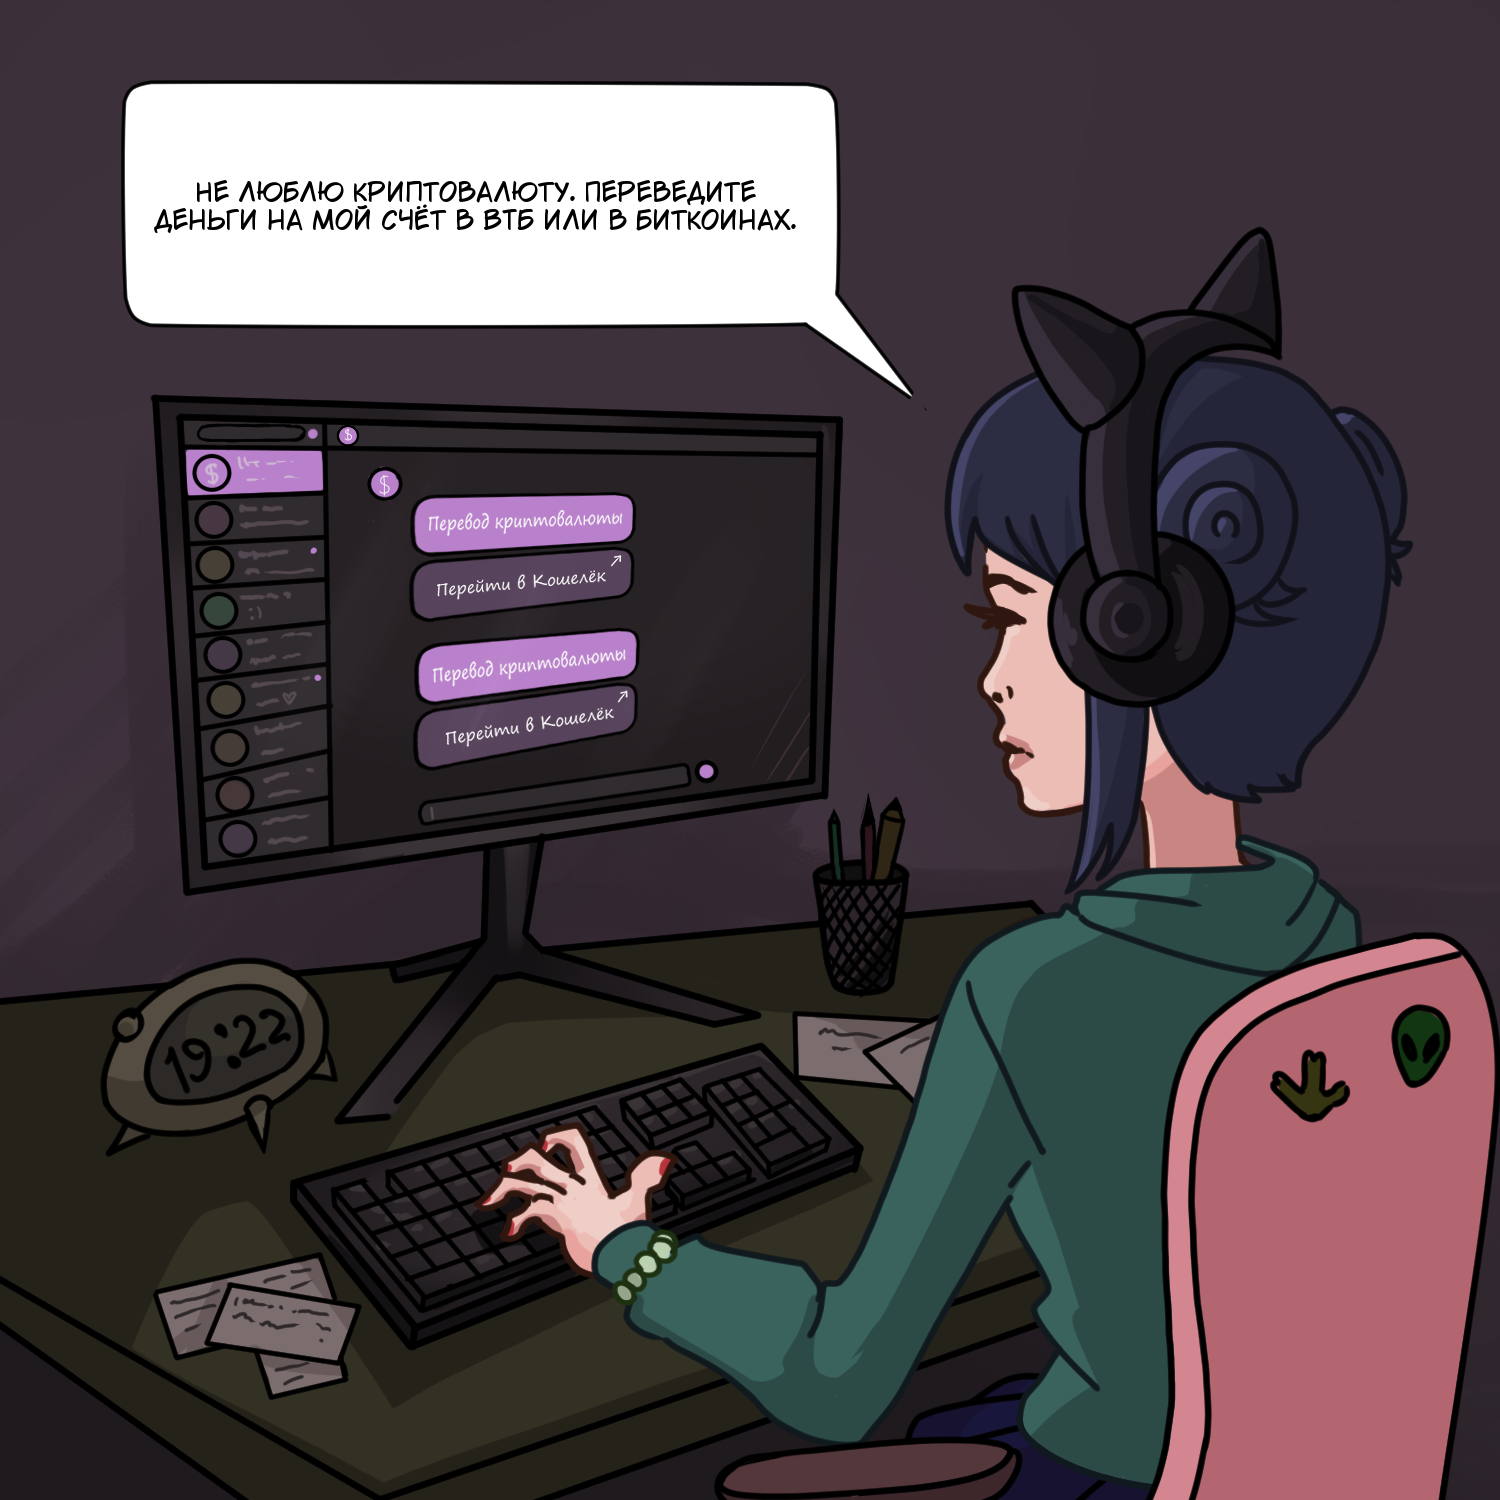 НЕ ЛЮБЛЮ КРИПТОВАЛЮТУ. ПЕРЕВЕДИТЕ
ДЕНЬГИ НА МОЙ СЧЁТ В ВТБ ИЛИ В БИТКОИНАХ.
$
$
$
Перевод криптовалюты
Перейти в Кошелёк
Перевод криптовалюты
Перейти в Кошелёк
:)
19:22